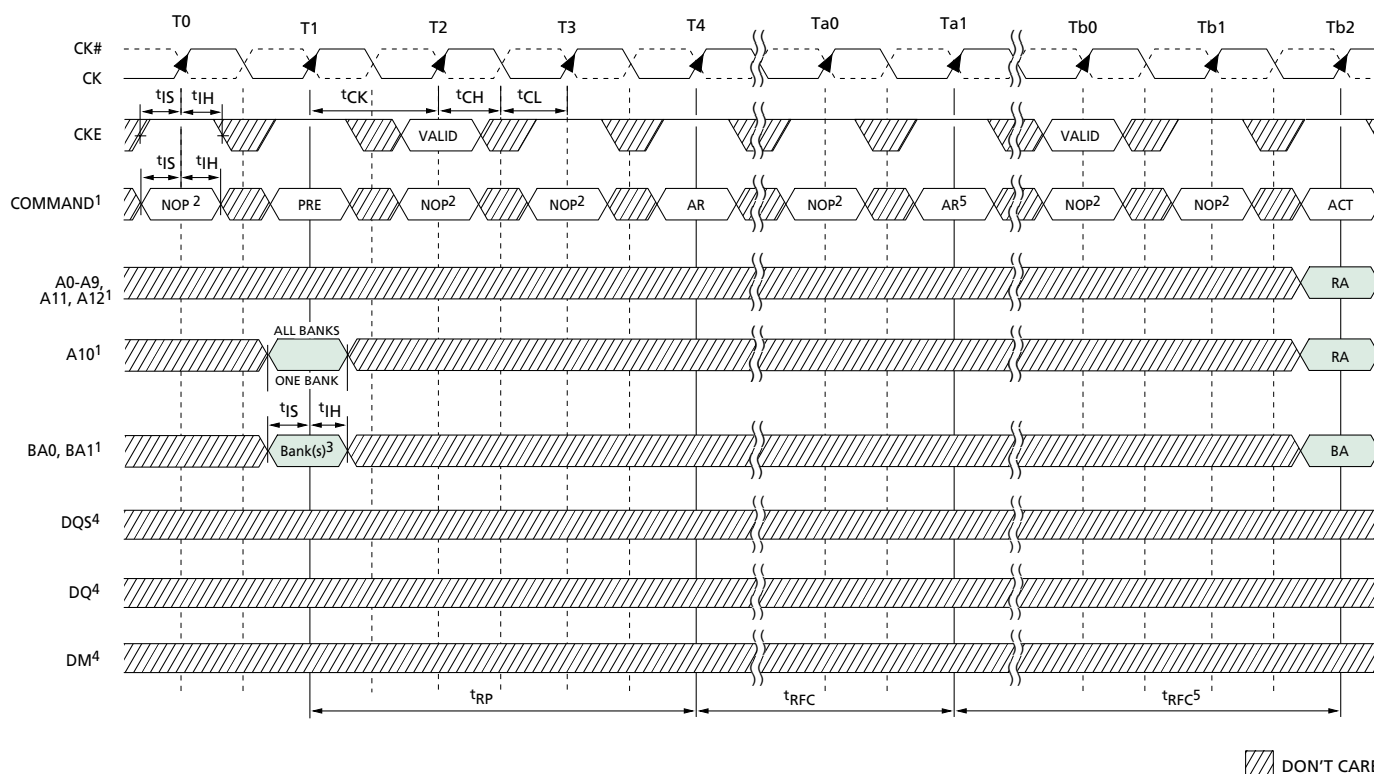 T0 T1 T2 T3 T4 Ta0 Ta1 Tb0 Tb1 Tb2
CK#
CK
tIS tIH tCK tCH tCL
CKE VALID VALID
tIS tIH
COMMAND1 NOP 2 PRE NOP2 NOP2 AR NOP2 AR5 NOP2 NOP2 ACT
A0-A9,
A11, A121 RA
ALL BANKS
A101 RA
ONE BANK
tIS tIH
BA0, BA11 Bank(s)3 BA
DQS4
DQ4
DM4
tRP tRFC tRFC5
DON'T CARE